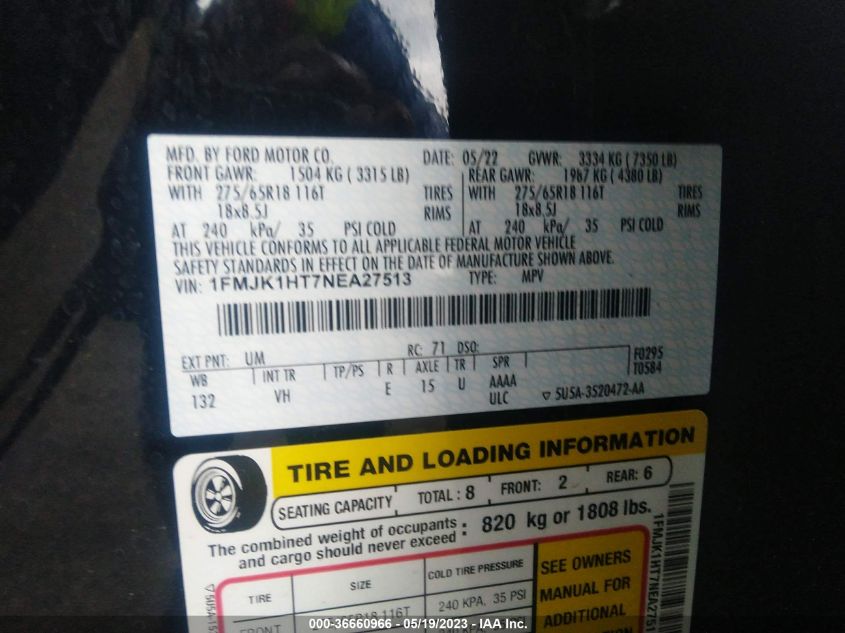 MFD. BY FORD MOTOR CO. DATE: 05/22 GVWR: 3334 KG ( 7350 LB)
FRONT GAWR: 1504 KG ( 3315 LB) REAR GAWR: 1987 KG ( 4380 LB)
WITH 275/65R18 116T TIRES WITH 275/65R18 116T TIRES
18x8.5J RIMS 18x8.5J RIMS
AT 240 kPa/ 35 PSI COLD AT 240 kPa/ 35 PSI COLD
THIS VEHICLE CONFORMS TO ALL APPLICABLE FEDERAL MOTOR VEHICLE
SAFETY STANDARDS IN EFFECT ON THE DATE OF MANUFACTURE SHOWN ABOVE.
VIN: 1FMJK1HT7NEA27513 TYPE: MPV
EXT PNT: UM RC: 71 DSO: F0295
WB INT TR TP/PS R AXLE TR SPR T0584
132 VH E 15 U AAAA
ULC ▽ 5U5A-3520472-AA
TIRE AND LOADING INFORMATION
SEATING CAPACITY TOTAL : 8 FRONT: 2 REAR: 6
The combined weight of occupants
and cargo should never exceed : 820 kg or 1808 lbs.
TIRE SIZE COLD TIRE PRESSURE SEE OWNERS
MANUAL FOR
FRONT R18 116T 240 KPA, 35 PSI ADDITIONAL
1FMJK1HT7NEA2751
000-36660966 - 05/19/2023 - IAA Inc.